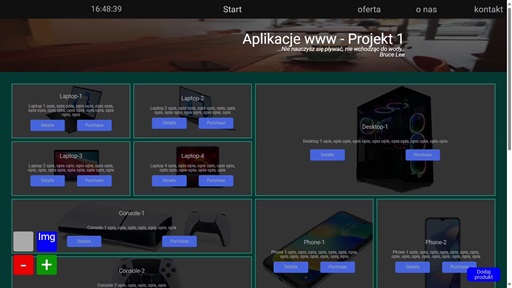 16:48:39 Start oferta o nas kontakt
Aplikacje www - Projekt 1
...Nie nauczysz się pływać, nie wchodząc do wody..
Bruce Lee
Laptop-1
Laptop 1 opis, opis, opis, opis, opis, opis, opis,
opis, opis, opis, opis, opis, opis, opis, opis,
opis, opis
Details Purchase
Laptop-2
Laptop 2 opis, opis, opis, opis, opis, opis, opis,
opis, opis, opis, opis, opis, opis
Details Purchase
Desktop-1
Desktop 1 opis, opis, opis, opis, opis, opis, opis, opis, opis, opis, opis, opis
Details Purchase
Laptop-3
Laptop 3 opis, opis, opis, opis, opis, opis, opis,
opis, opis, opis, opis, opis, opis
Details Purchase
Laptop-4
Laptop 4 opis, opis, opis, opis, opis, opis, opis,
opis, opis, opis, opis, opis, opis
Details Purchase
Console-1
Console 1 opis, opis, opis, opis, opis, opis, opis
Details Purchase
Phone-1
Phone 1 opis, opis, opis, opis, opis, opis, opis,
opis, opis, opis, opis, opis, opis
Details Purchase
Phone-2
Phone 1 opis, opis, opis, opis, opis, opis, opis,
opis, opis, opis, opis, opis, opis
Details Purchase
Img
- +
Console-2
Console 2 opis, opis, opis, opis, opis, opis, opis
Dodaj
produkt